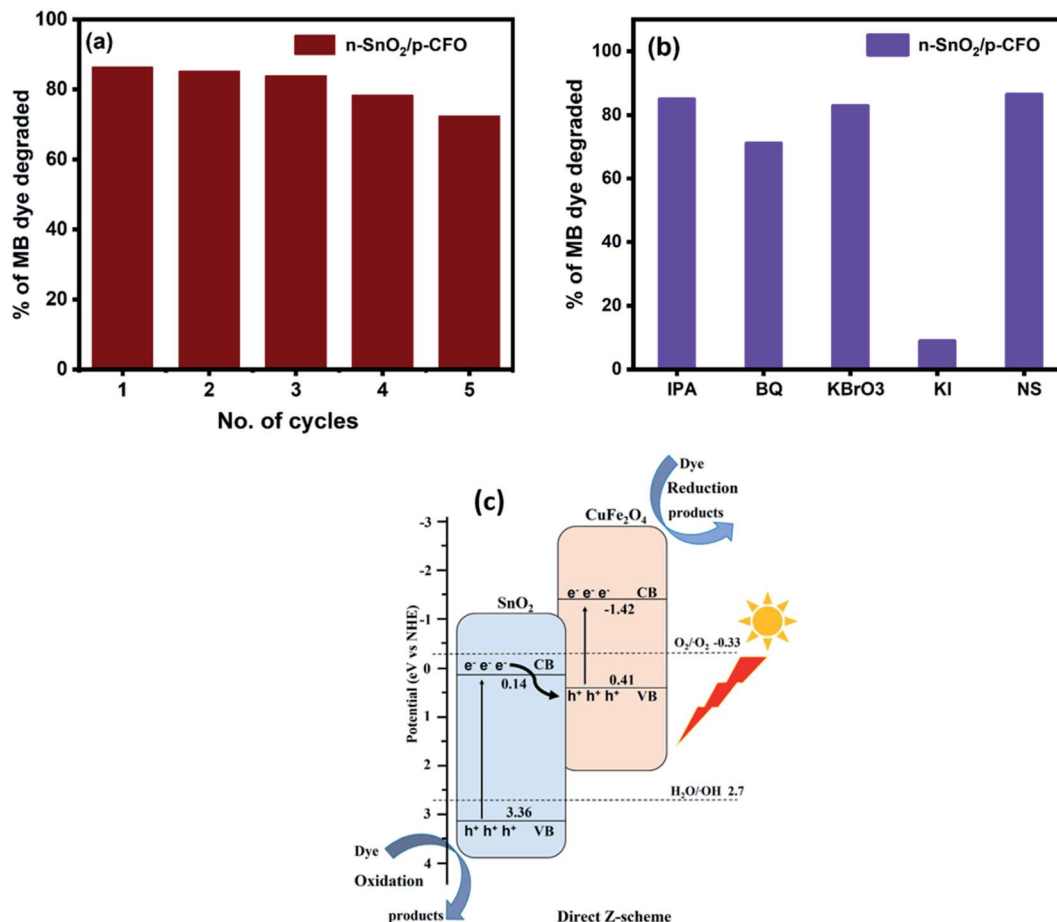 (a)
n-SnO₂/p-CFO
% of MB dye degraded
100
80
60
40
20
0
1 2 3 4 5
No. of cycles
(b)
n-SnO₂/p-CFO
% of MB dye degraded
100
80
60
40
20
0
IPA BQ KBrO3 KI NS
(c)
Dye
Reduction
products
CuFe₂O₄
SnO₂
Potential (eV vs NHE)
-3
-2
-1
0
1
2
3
4
e⁻ e⁻ e⁻ CB
-1.42
O₂/O₂ -0.33
e⁻ e⁻ e⁻ CB
0.14
0.41
h⁺ h⁺ h⁺ VB
H₂O/·OH 2.7
3.36
h⁺ h⁺ h⁺ VB
Dye
Oxidation
products
Direct Z-scheme